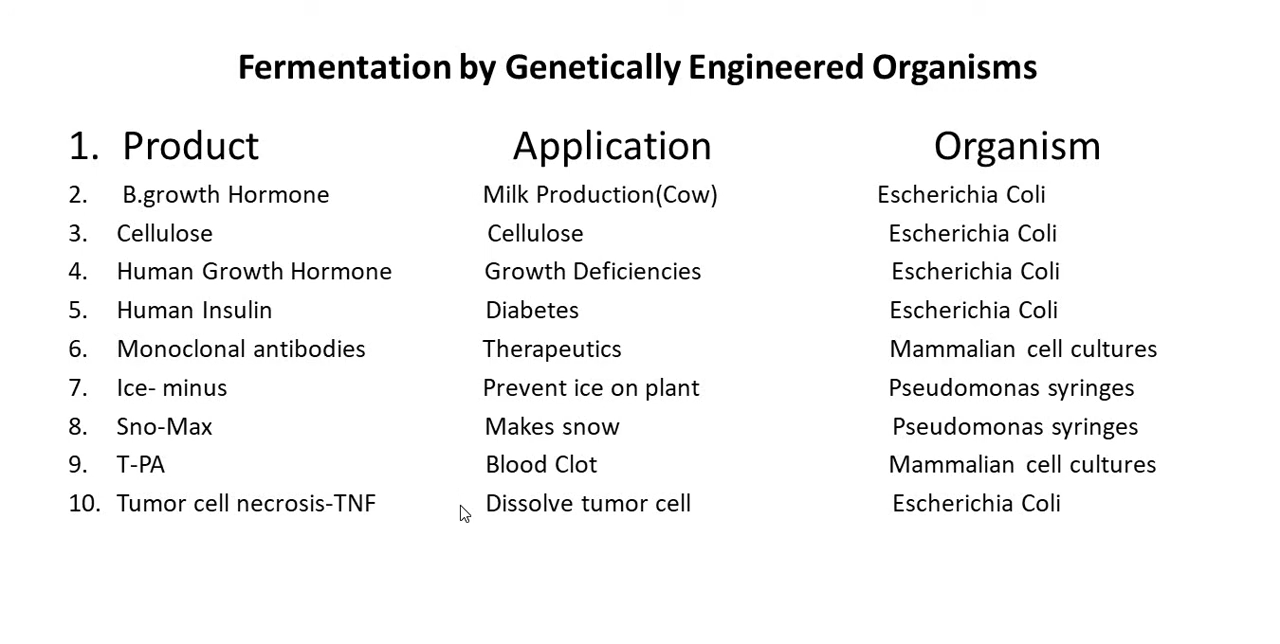 Fermentation by Genetically Engineered Organisms
1. Product Application Organism
2. B.growth Hormone Milk Production(Cow) Escherichia Coli
3. Cellulose Cellulose Escherichia Coli
4. Human Growth Hormone Growth Deficiencies Escherichia Coli
5. Human Insulin Diabetes Escherichia Coli
6. Monoclonal antibodies Therapeutics Mammalian cell cultures
7. Ice- minus Prevent ice on plant Pseudomonas syringes
8. Sno-Max Makes snow Pseudomonas syringes
9. T-PA Blood Clot Mammalian cell cultures
10. Tumor cell necrosis-TNF Dissolve tumor cell Escherichia Coli